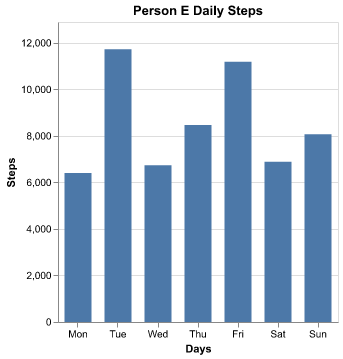 Person E Daily Steps
12,000
10,000
8,000
6,000
4,000
2,000
0
Steps
Mon Tue Wed Thu Fri Sat Sun
Days